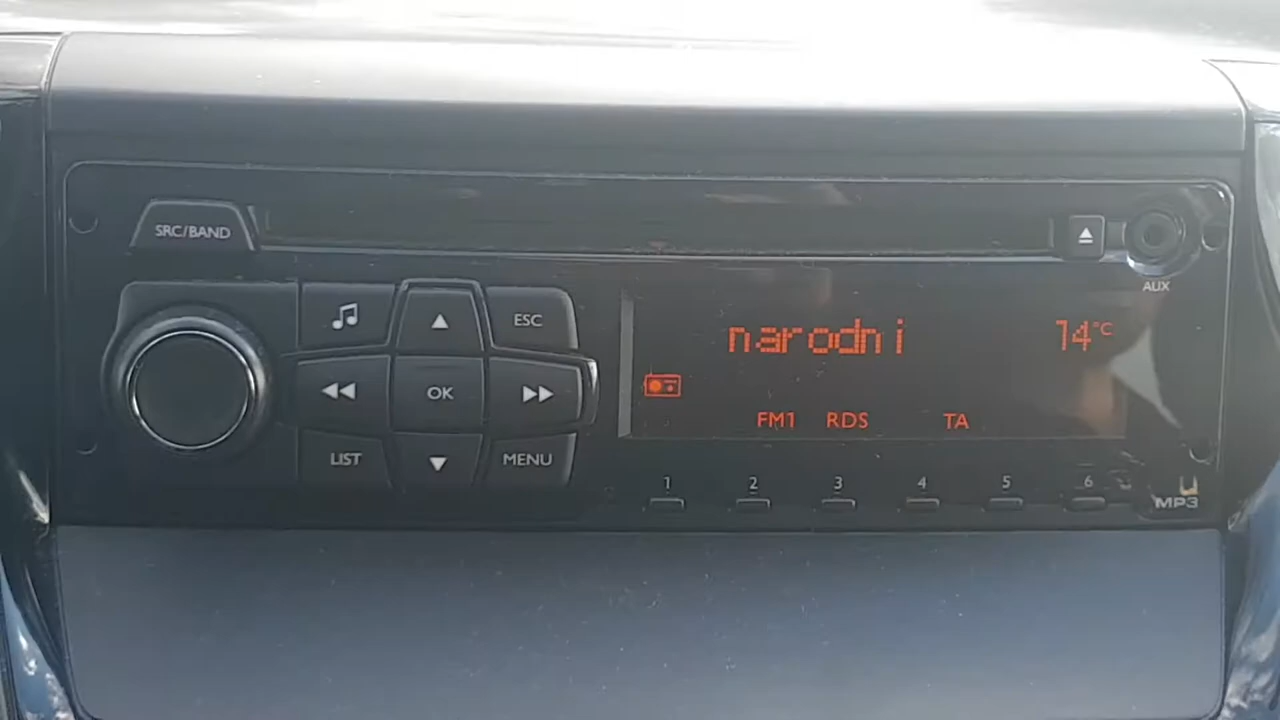 SRC/BAND
AUX
ESC
OK
LIST
MENU
narodni
14°C
FM1 RDS TA
1 2 3 4 5 6
MP3